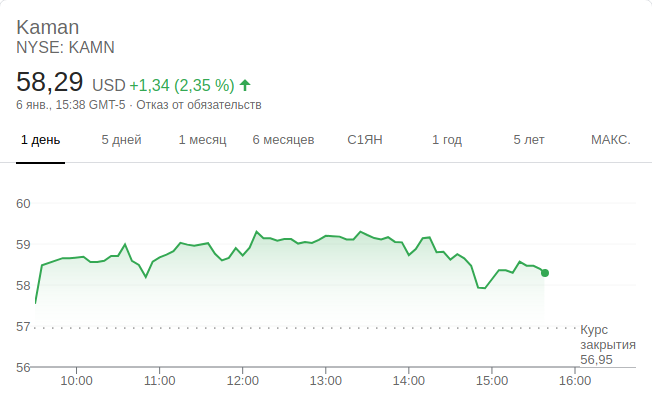 Kaman
NYSE: KAMN
58,29 USD +1,34 (2,35 %)
6 янв., 15:38 GMT-5 · Отказ от обязательств
1 день 5 дней 1 месяц 6 месяцев С1ЯН 1 год 5 лет МАКС.
60
59
58
57
Курс
закрытия
56,95
56
10:00 11:00 12:00 13:00 14:00 15:00 16:00